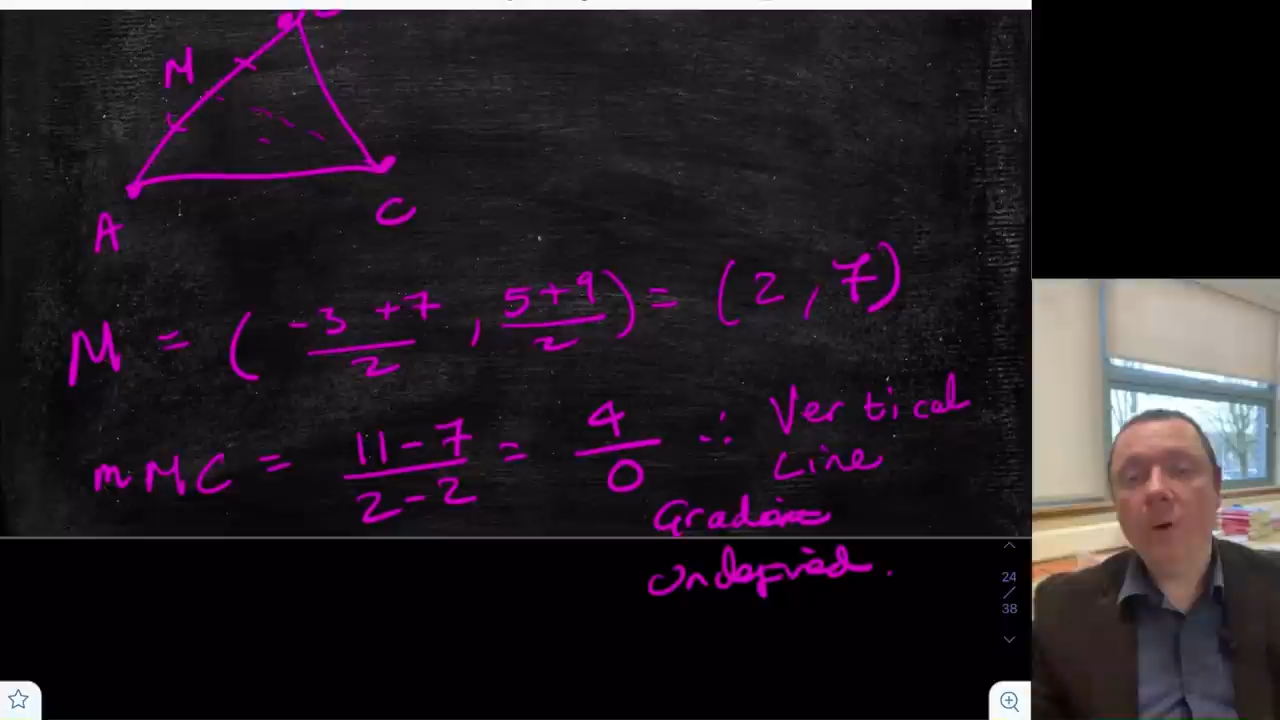 M
A
C
M = ( -3 + 7 / 2 , 5 + 9 / 2 ) = ( 2 , 7 )
mMC = 11 - 7 / 2 - 2 = 4 / 0 ∴ Vertical
Line
undefined.
24
/
38